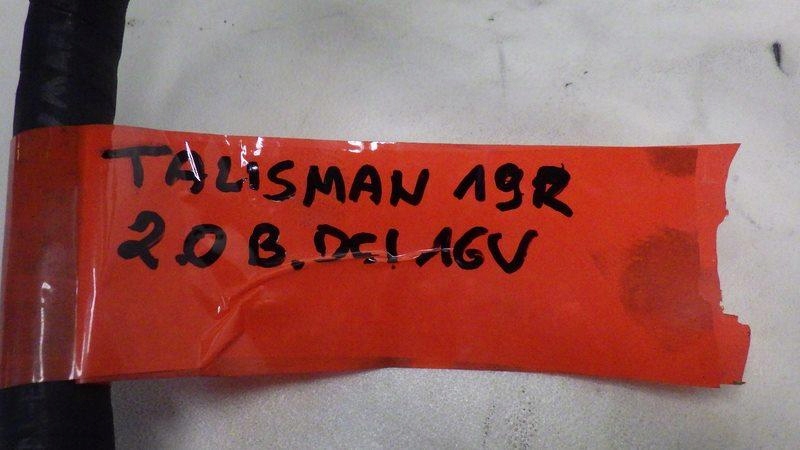 TALISMAN 19R
2.0 B.DCI 16V